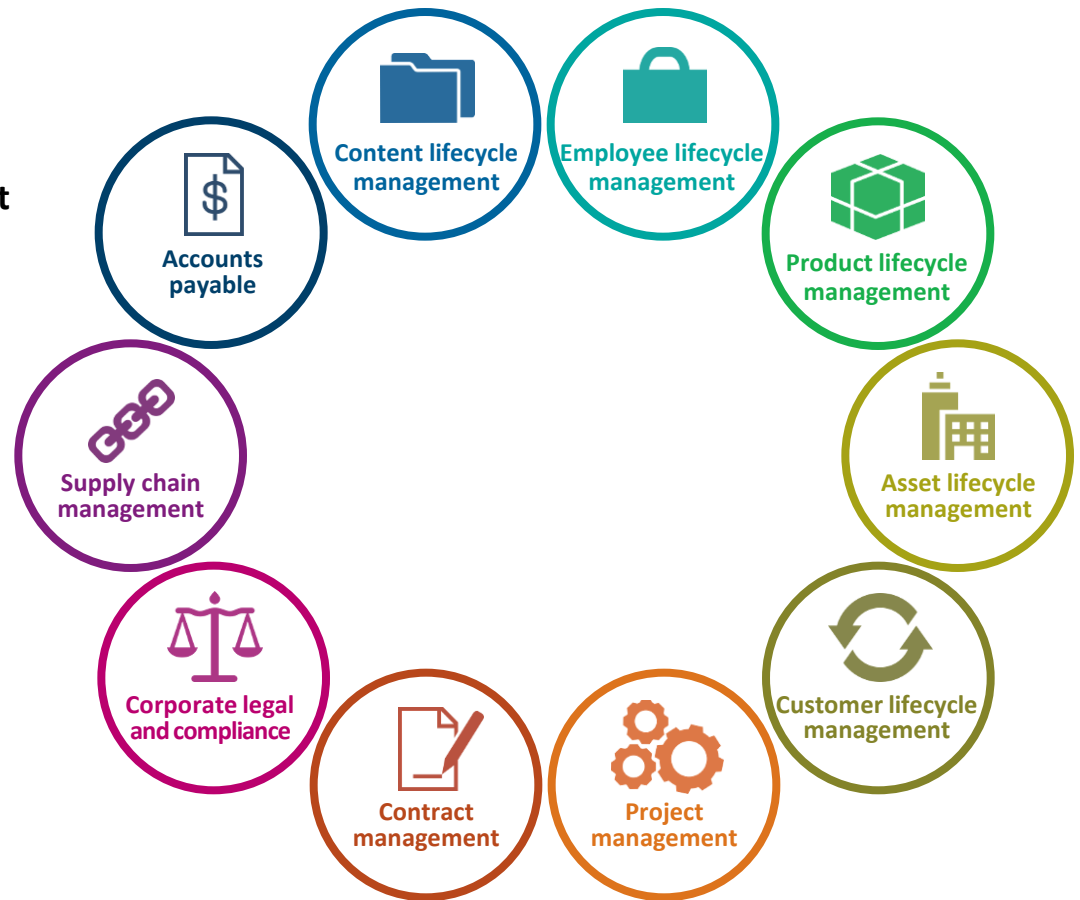 Content lifecycle
management
Employee lifecycle
management
t
Accounts
payable
$
Product lifecycle
management
Supply chain
management
Asset lifecycle
management
Corporate legal
and compliance
Customer lifecycle
management
Contract
management
Project
management